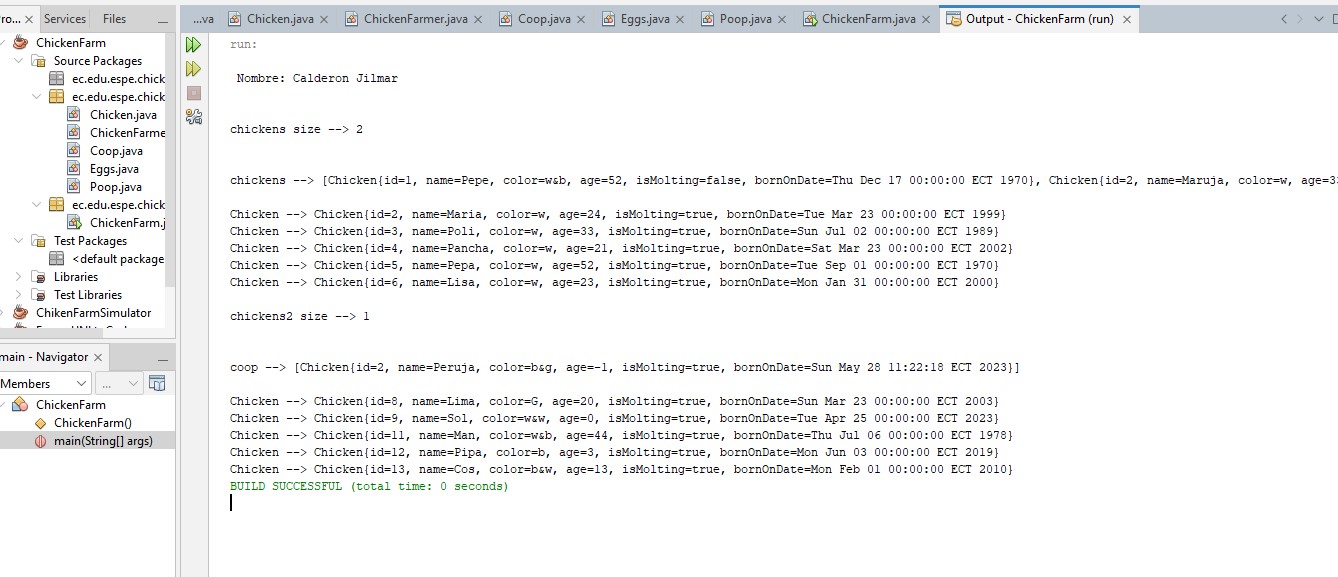 ro... × Services Files
...va Chicken.java × ChickenFarmer.java × Coop.java × Eggs.java × Poop.java × ChickenFarm.java × Output - ChickenFarm (run) ×
ChickenFarm
Source Packages
ec.edu.espe.chick
ec.edu.espe.chick
Chicken.java
ChickenFarme
Coop.java
Eggs.java
Poop.java
ec.edu.espe.chick
ChickenFarm.j
Test Packages
<default package
Libraries
Test Libraries
ChikenFarmSimulator
main - Navigator ×
Members ...
ChickenFarm
ChickenFarm()
main(String[] args)
run:
Nombre: Calderon Jilmar
chickens size --> 2
chickens --> [Chicken{id=1, name=Pepe, color=w&b, age=52, isMolting=false, bornOnDate=Thu Dec 17 00:00:00 ECT 1970}, Chicken{id=2, name=Maruja, color=w, age=3
Chicken --> Chicken{id=2, name=Maria, color=w, age=24, isMolting=true, bornOnDate=Tue Mar 23 00:00:00 ECT 1999}
Chicken --> Chicken{id=3, name=Poli, color=w, age=33, isMolting=true, bornOnDate=Sun Jul 02 00:00:00 ECT 1989}
Chicken --> Chicken{id=4, name=Pancha, color=w, age=21, isMolting=true, bornOnDate=Sat Mar 23 00:00:00 ECT 2002}
Chicken --> Chicken{id=5, name=Pepa, color=w, age=52, isMolting=true, bornOnDate=Tue Sep 01 00:00:00 ECT 1970}
Chicken --> Chicken{id=6, name=Lisa, color=w, age=23, isMolting=true, bornOnDate=Mon Jan 31 00:00:00 ECT 2000}
chickens2 size --> 1
coop --> [Chicken{id=2, name=Peruja, color=b&g, age=-1, isMolting=true, bornOnDate=Sun May 28 11:22:18 ECT 2023}]
Chicken --> Chicken{id=8, name=Lima, color=G, age=20, isMolting=true, bornOnDate=Sun Mar 23 00:00:00 ECT 2003}
Chicken --> Chicken{id=9, name=Sol, color=w&w, age=0, isMolting=true, bornOnDate=Tue Apr 25 00:00:00 ECT 2023}
Chicken --> Chicken{id=11, name=Man, color=w&b, age=44, isMolting=true, bornOnDate=Thu Jul 06 00:00:00 ECT 1978}
Chicken --> Chicken{id=12, name=Pipa, color=b, age=3, isMolting=true, bornOnDate=Mon Jun 03 00:00:00 ECT 2019}
Chicken --> Chicken{id=13, name=Cos, color=b&w, age=13, isMolting=true, bornOnDate=Mon Feb 01 00:00:00 ECT 2010}
BUILD SUCCESSFUL (total time: 0 seconds)